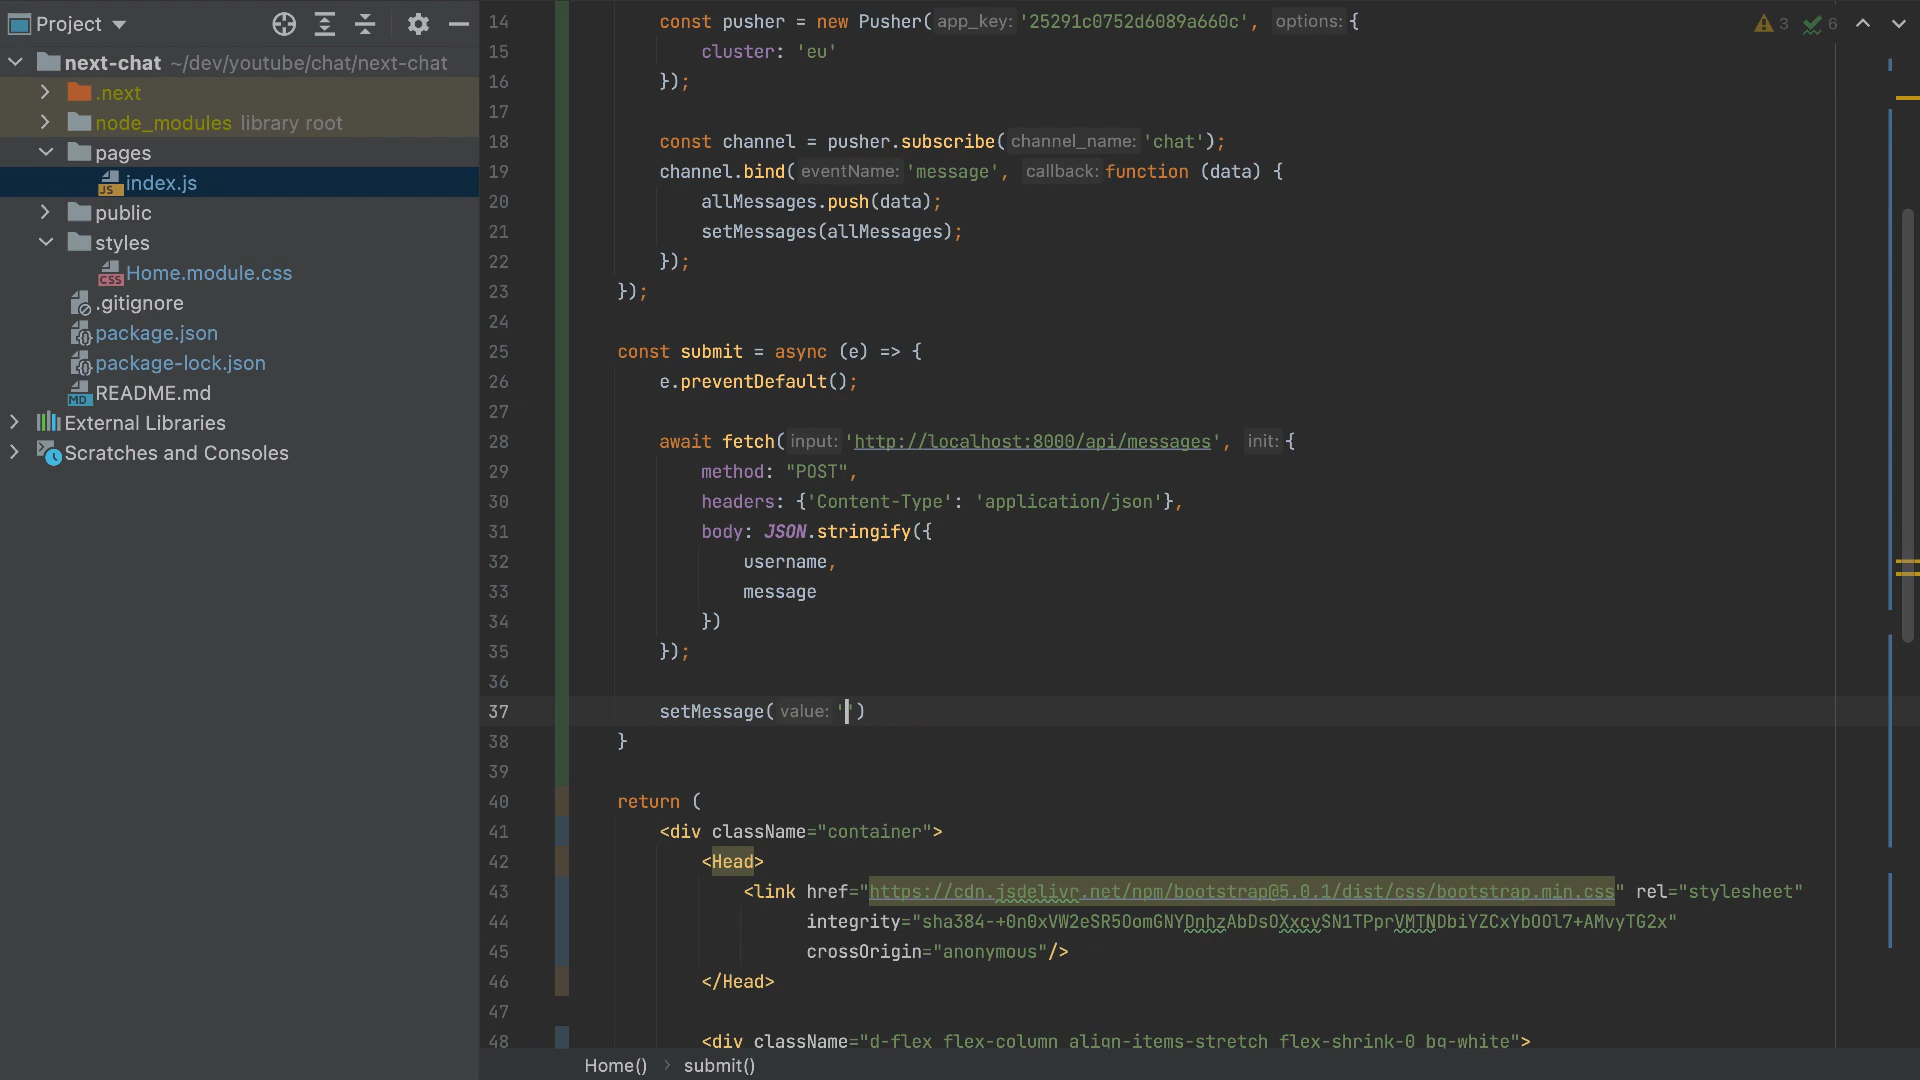 Project
next-chat ~/dev/youtube/chat/next-chat
.next
node_modules library root
pages
JS index.js
public
styles
CSS Home.module.css
.gitignore
package.json
package-lock.json
MD README.md
External Libraries
Scratches and Consoles
3 6
14 const pusher = new Pusher( app_key: '25291c0752d6089a660c', options: {
15 cluster: 'eu'
16 });
17
18 const channel = pusher.subscribe( channel_name: 'chat');
19 channel.bind( eventName: 'message', callback: function (data) {
20 allMessages.push(data);
21 setMessages(allMessages);
22 });
23 });
24
25 const submit = async (e) => {
26 e.preventDefault();
27
28 await fetch( input: 'http://localhost:8000/api/messages', init: {
29 method: "POST",
30 headers: {'Content-Type': 'application/json'},
31 body: JSON.stringify({
32 username,
33 message
34 })
35 });
36
37 setMessage( value: '')
38 }
39
40 return (
41 <div className="container">
42 <Head>
43 <link href="https://cdn.jsdelivr.net/npm/bootstrap@5.0.1/dist/css/bootstrap.min.css" rel="stylesheet"
44 integrity="sha384-+0n0xVW2eSR5OomGNYDnhzAbDsOXxcvSN1TPprVMTNDbiYZCxYbOOl7+AMvyTG2x"
45 crossOrigin="anonymous"/>
46 </Head>
47
48 <div className="d-flex flex-column align-items-stretch flex-shrink-0 bg-white">
Home() submit()